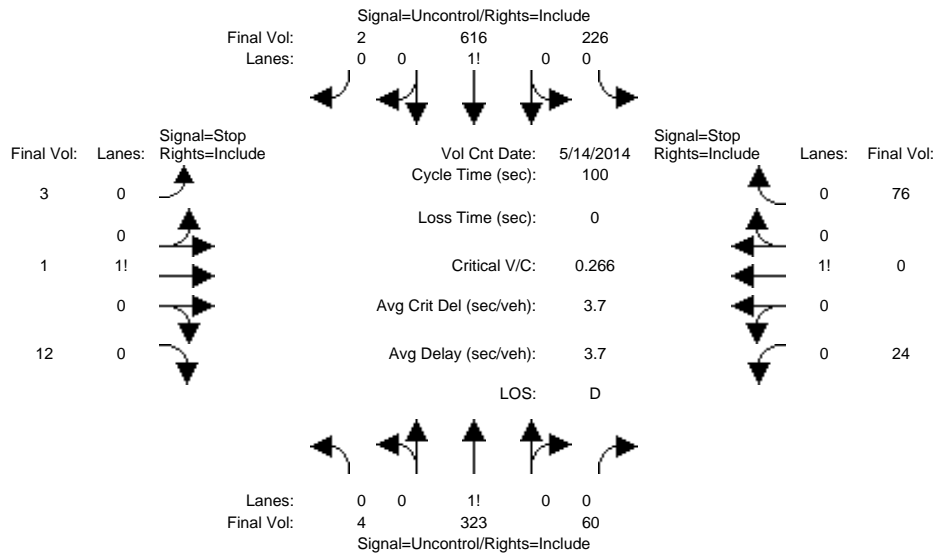 Signal=Uncontrol/Rights=Include
Final Vol: 2 616 226
Lanes: 0 0 1! 0 0
Signal=Stop
Final Vol: Lanes: Rights=Include
Vol Cnt Date: 5/14/2014
Signal=Stop
Rights=Include Lanes: Final Vol:
Cycle Time (sec): 100
3 0
0 76
Loss Time (sec): 0
0
0
1 1!
Critical V/C: 0.266
1! 0
0
Avg Crit Del (sec/veh): 3.7
0
12 0
Avg Delay (sec/veh): 3.7
0 24
LOS: D
Lanes: 0 0 1! 0 0
Final Vol: 4 323 60
Signal=Uncontrol/Rights=Include